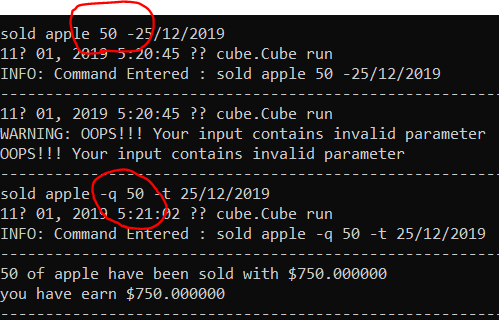 sold apple 50 -25/12/2019
11? 01, 2019 5:20:45 ?? cube.Cube run
INFO: Command Entered : sold apple 50 -25/12/2019
--------------------------------------------------------------
11? 01, 2019 5:20:45 ?? cube.Cube run
WARNING: OOPS!!! Your input contains invalid parameter
OOPS!!! Your input contains invalid parameter
--------------------------------------------------------------
sold apple -q 50 -t 25/12/2019
11? 01, 2019 5:21:02 ?? cube.Cube run
INFO: Command Entered : sold apple -q 50 -t 25/12/2019
--------------------------------------------------------------
50 of apple have been sold with $750.000000
you have earn $750.000000
--------------------------------------------------------------